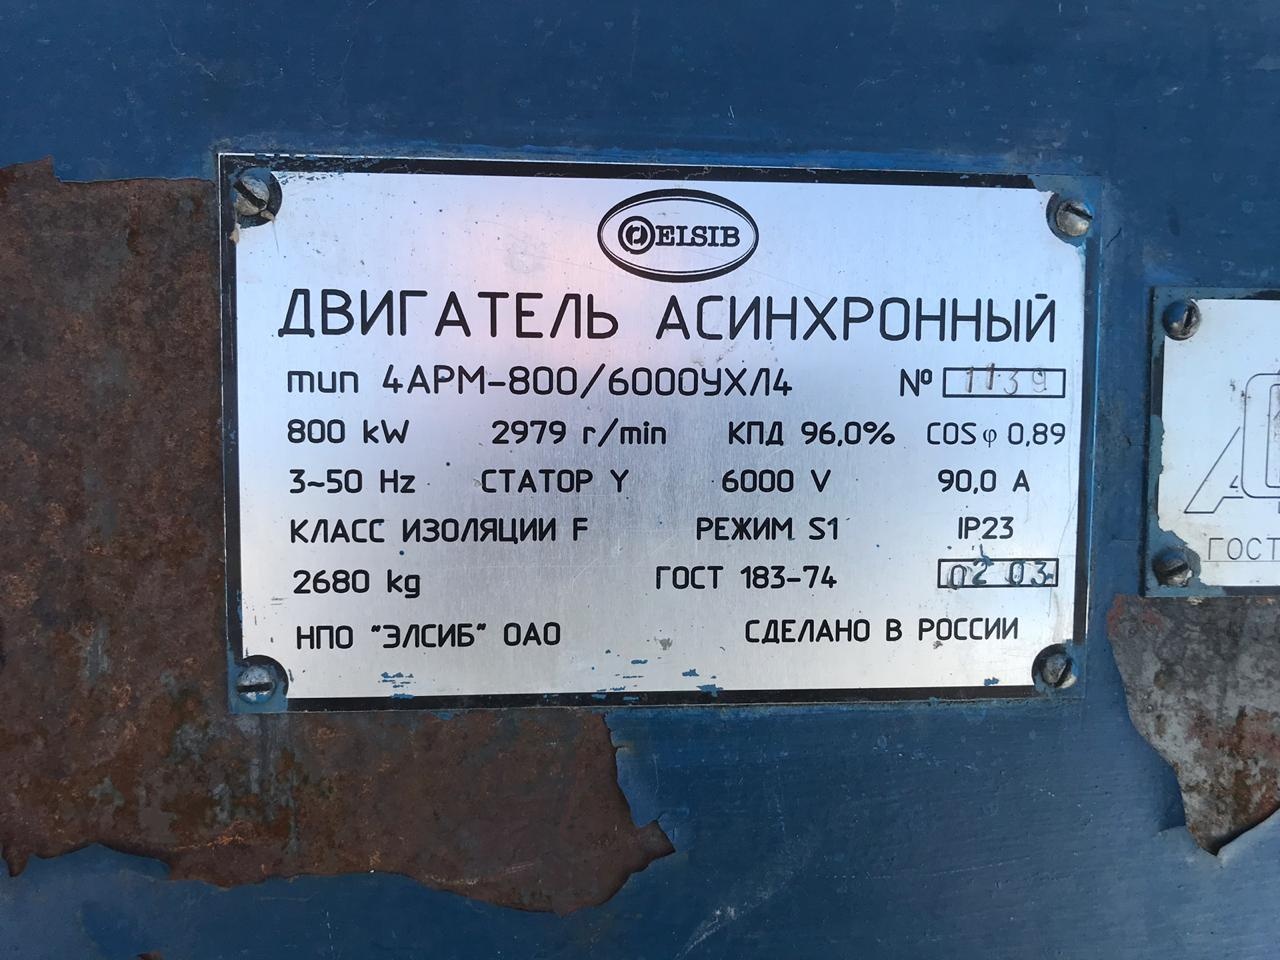 ELSIB
ДВИГАТЕЛЬ АСИНХРОННЫЙ
тип 4АРМ-800/6000УХЛ4 № 1139
800 kW 2979 r/min КПД 96,0% COS φ 0,89
3~50 Hz СТАТОР Y 6000 V 90,0 A
КЛАСС ИЗОЛЯЦИИ F РЕЖИМ S1 IP23
2680 kg ГОСТ 183-74 02 03
НПО "ЭЛСИБ" ОАО СДЕЛАНО В РОССИИ
ГОСТ